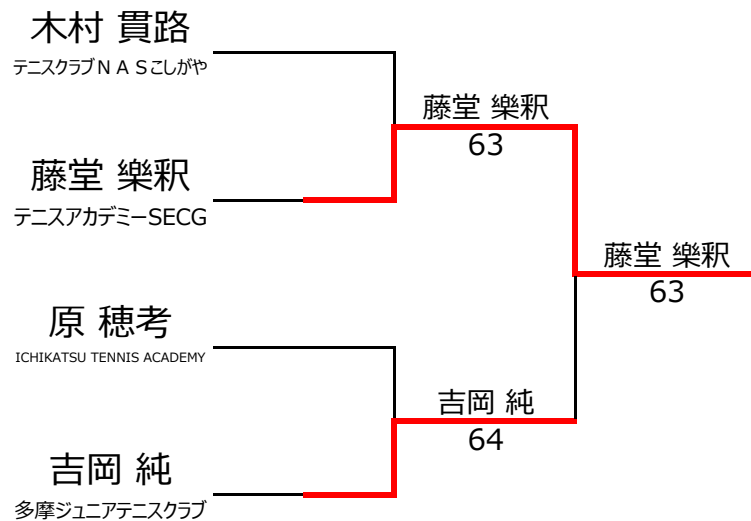 木村 貫路
テニスクラブＮＡＳこしがや
藤堂 樂釈
63
藤堂 樂釈
テニスアカデミーSECG
藤堂 樂釈
63
原 穂考
ICHIKATSU TENNIS ACADEMY
吉岡 純
64
吉岡 純
多摩ジュニアテニスクラブ